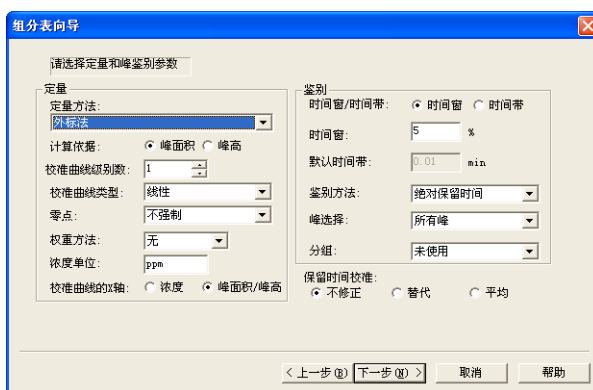 组分表向导
请选择定量和峰鉴别参数
定量
定量方法:
外标法
计算依据: 峰面积 峰高
校准曲线级别数: 1
校准曲线类型: 线性
零点: 不强制
权重方法: 无
浓度单位: ppm
校准曲线的X轴: 浓度 峰面积/峰高
鉴别
时间窗/时间带: 时间窗 时间带
时间窗: 5 %
默认时间带: 0.01 min
鉴别方法: 绝对保留时间
峰选择: 所有峰
分组: 未使用
保留时间校准:
不修正 替代 平均
< 上一步(B) 下一步(N) > 取消 帮助